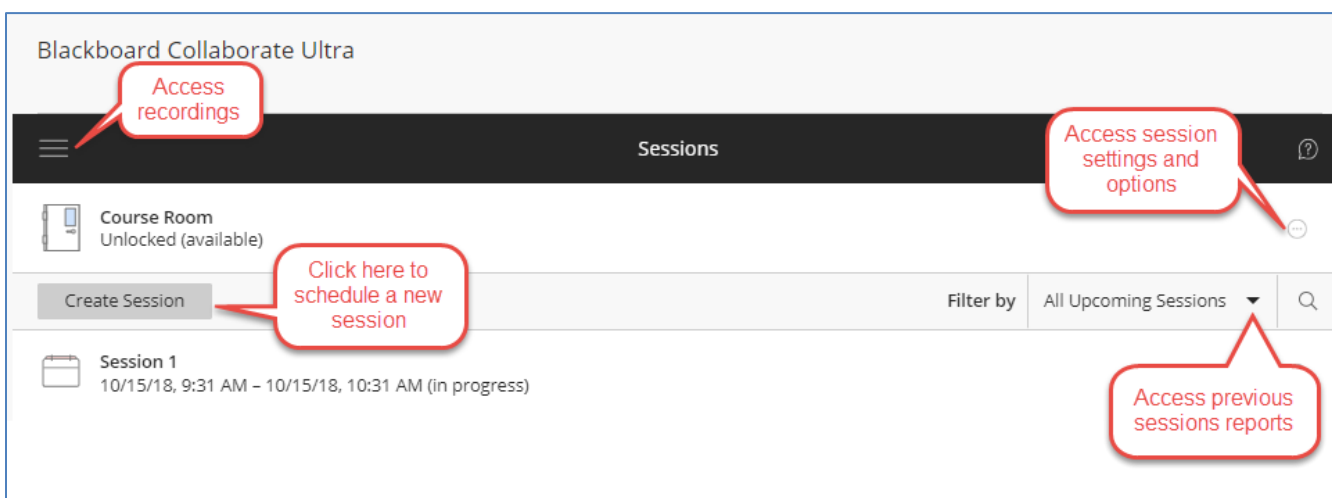 Blackboard Collaborate Ultra
Access
recordings
Sessions
Access session
settings and
options
Course Room
Unlocked (available)
Click here to
schedule a new
session
Create Session
Filter by
All Upcoming Sessions
Session 1
10/15/18, 9:31 AM – 10/15/18, 10:31 AM (in progress)
Access previous
sessions reports